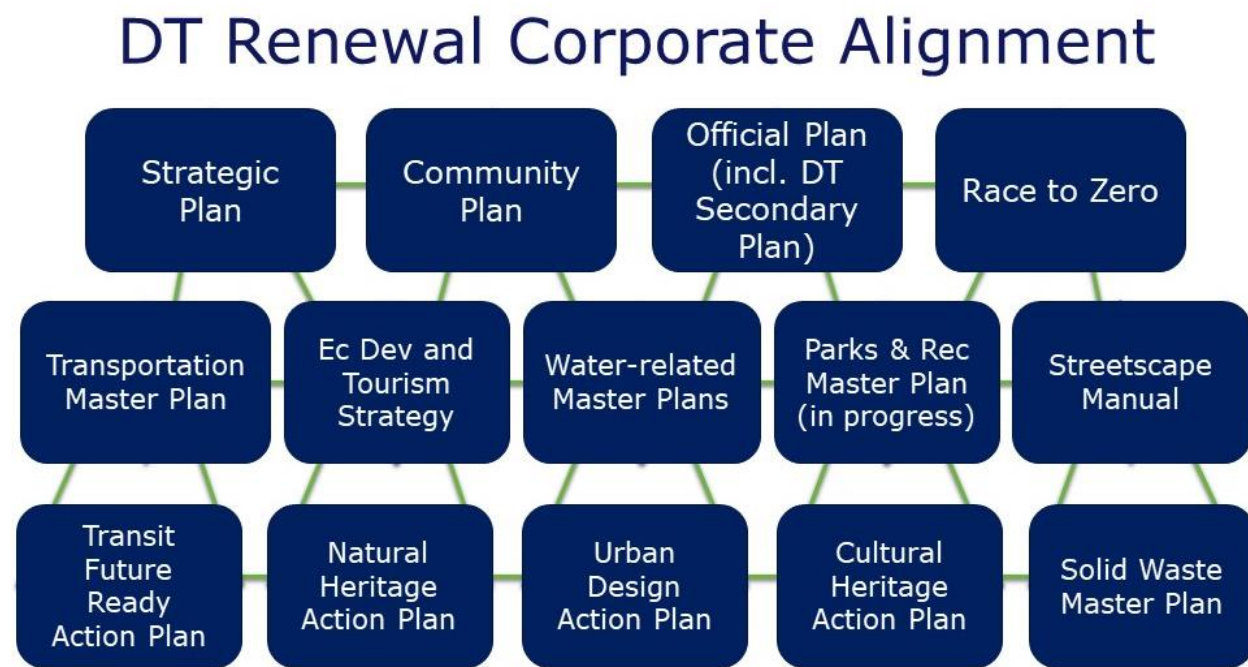 DT Renewal Corporate Alignment
Strategic
Plan
Community
Plan
Official Plan
(incl. DT
Secondary
Plan)
Race to Zero
Transportation
Master Plan
Ec Dev and
Tourism
Strategy
Water-related
Master Plans
Parks & Rec
Master Plan
(in progress)
Streetscape
Manual
Transit
Future
Ready
Action Plan
Natural
Heritage
Action Plan
Urban
Design
Action Plan
Cultural
Heritage
Action Plan
Solid Waste
Master Plan